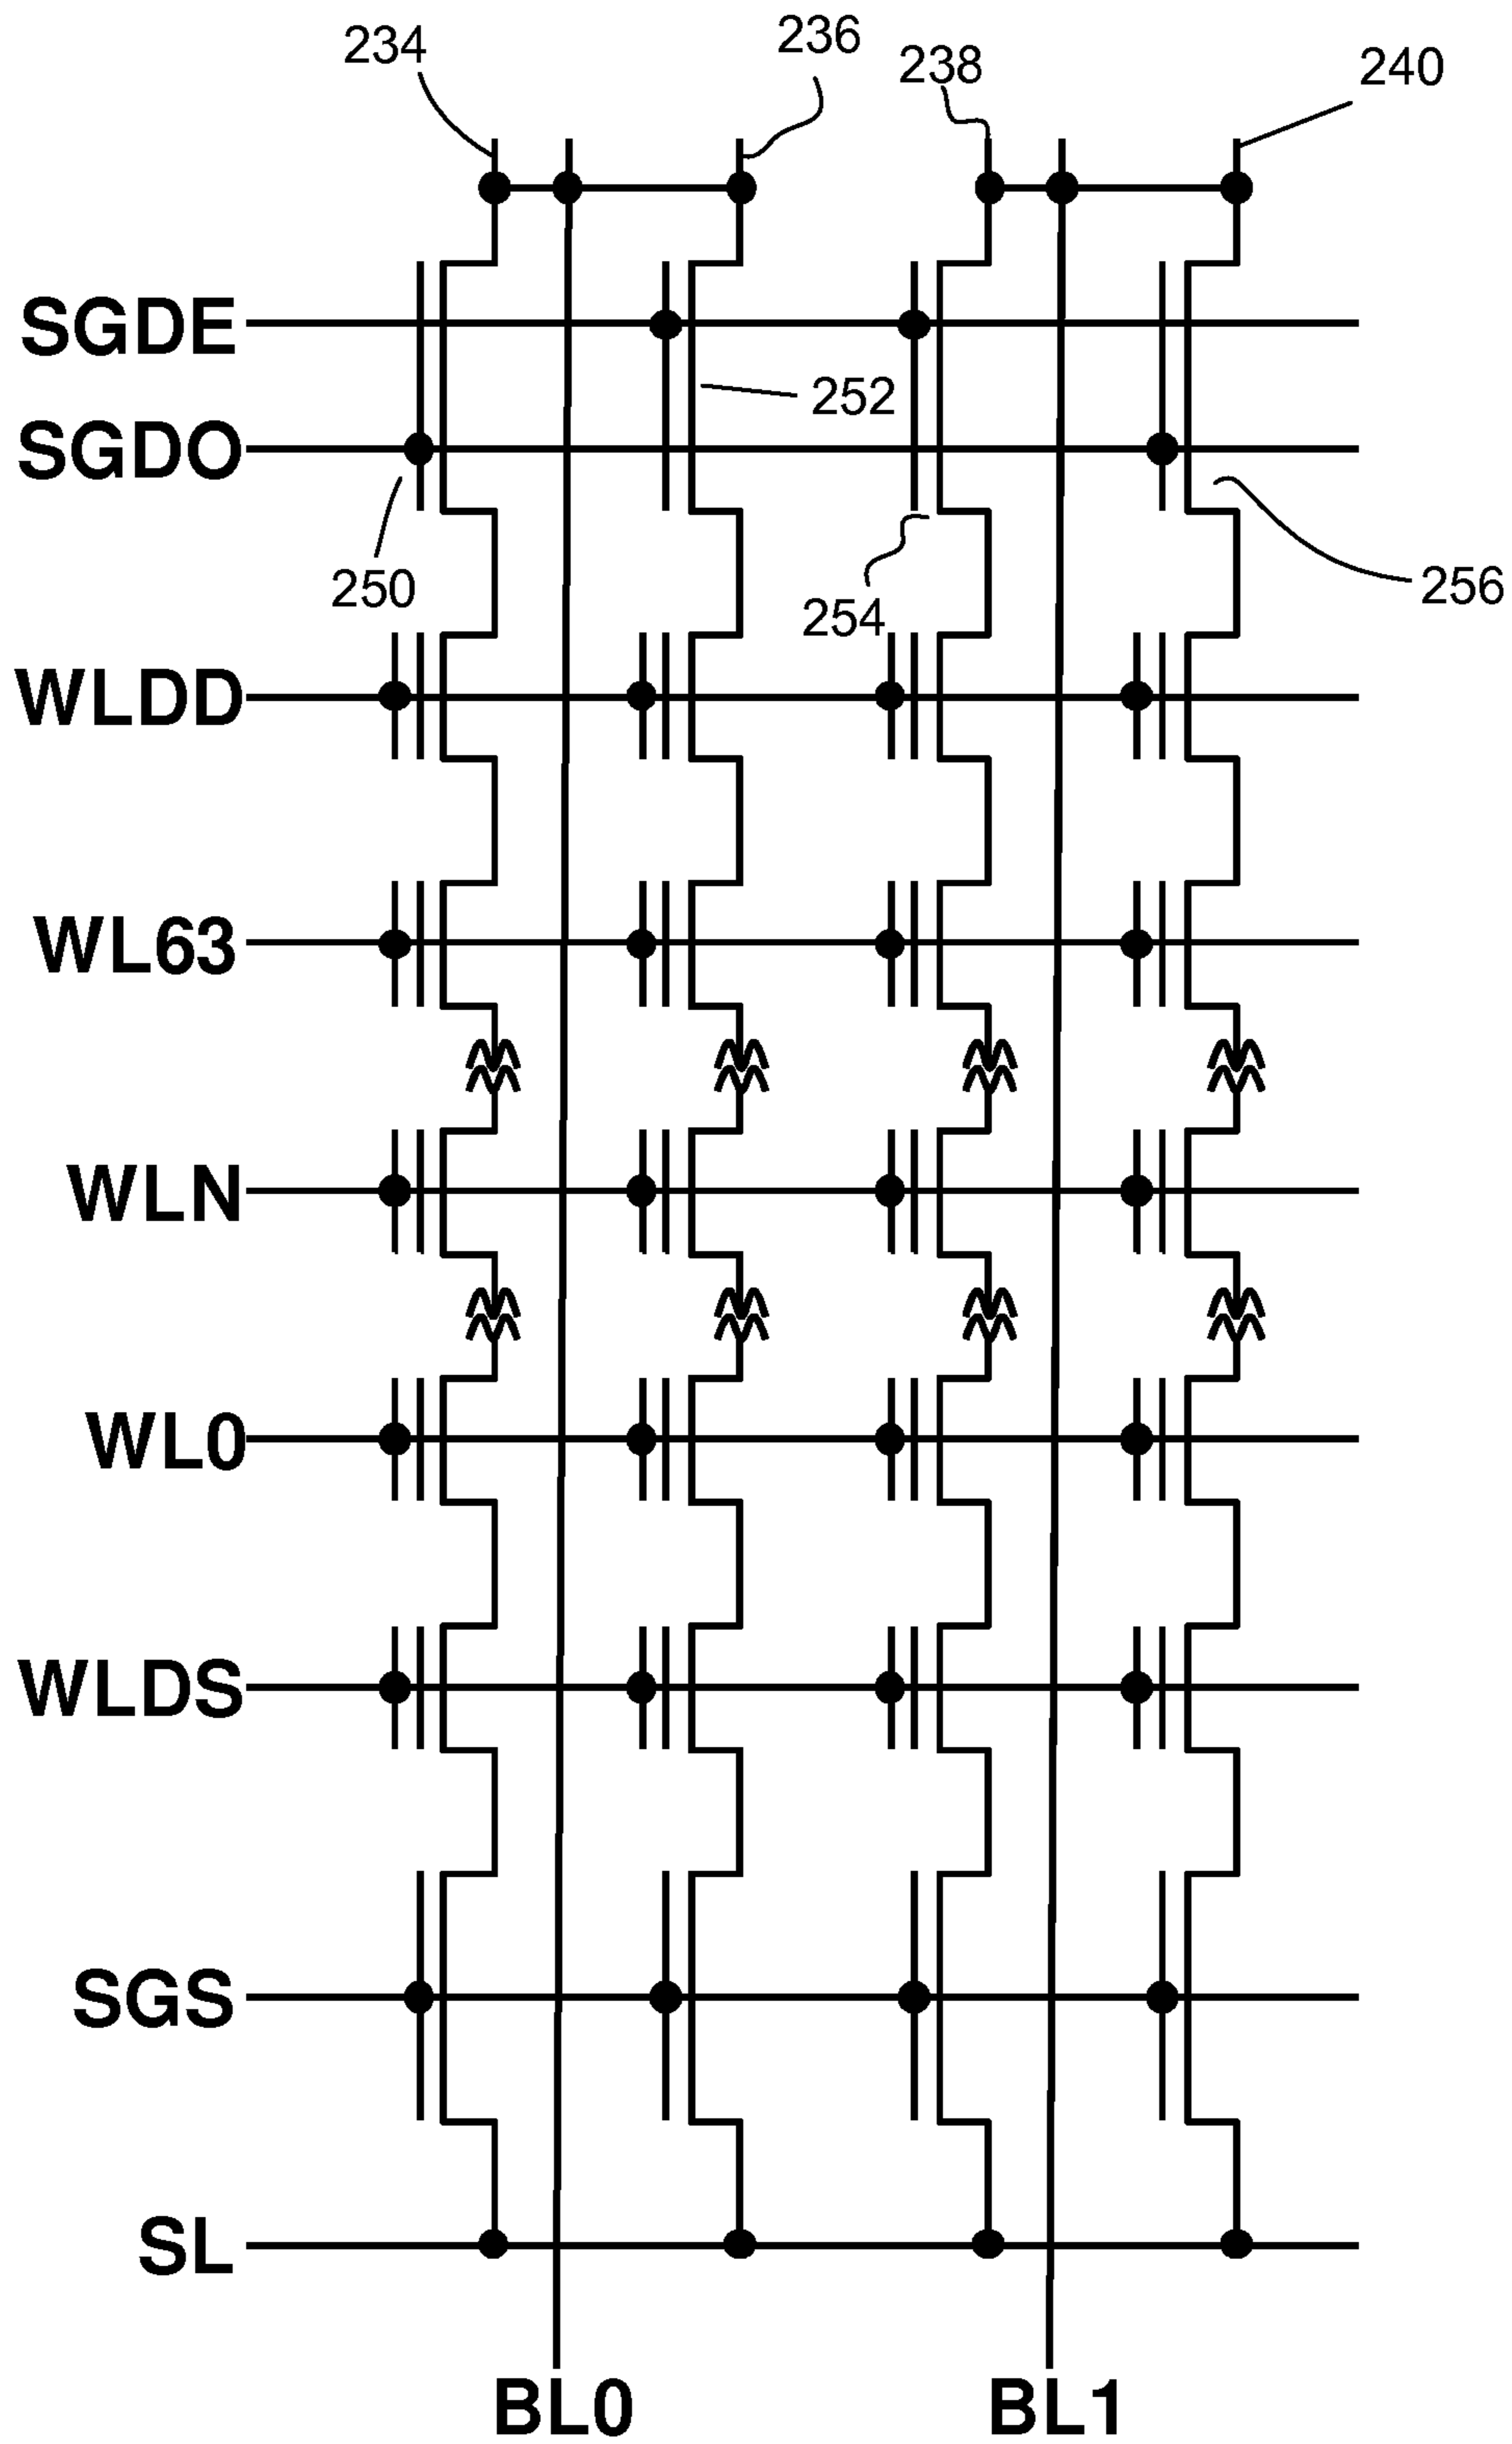 234
236
238
240
SGDE
252
SGDO
250
254
256
WLDD
WL63
WLN
WL0
WLDS
SGS
SL
BL0
BL1